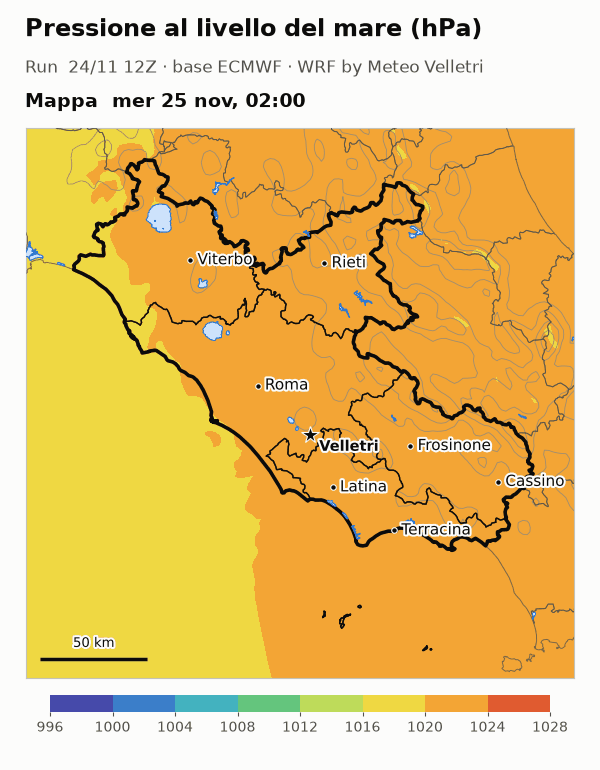 Pressione al livello del mare (hPa)
Run  24/11 12Z · base ECMWF · WRF by Meteo Velletri
Mappa  mer 25 nov, 02:00
Viterbo
Rieti
Roma
Velletri
Frosinone
Cassino
Latina
Terracina
50 km
996 1000 1004 1008 1012 1016 1020 1024 1028